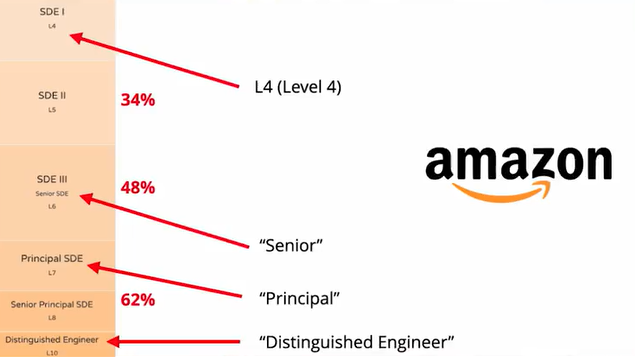 SDE I
L4
L4 (Level 4)
SDE II
L5
34%
amazon
SDE III
Senior SDE
L6
48%
“Senior”
Principal SDE
L7
“Principal”
62%
Senior Principal SDE
L8
Distinguished Engineer
L10
“Distinguished Engineer”